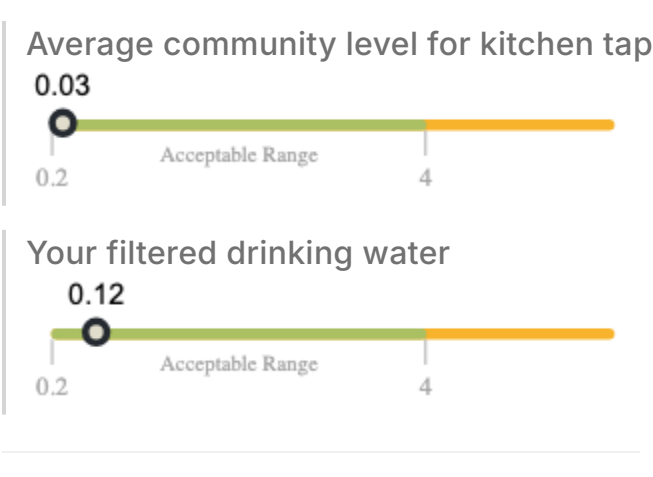 Average community level for kitchen tap
0.03
Acceptable Range
0.2
4
Your filtered drinking water
0.12
Acceptable Range
0.2
4